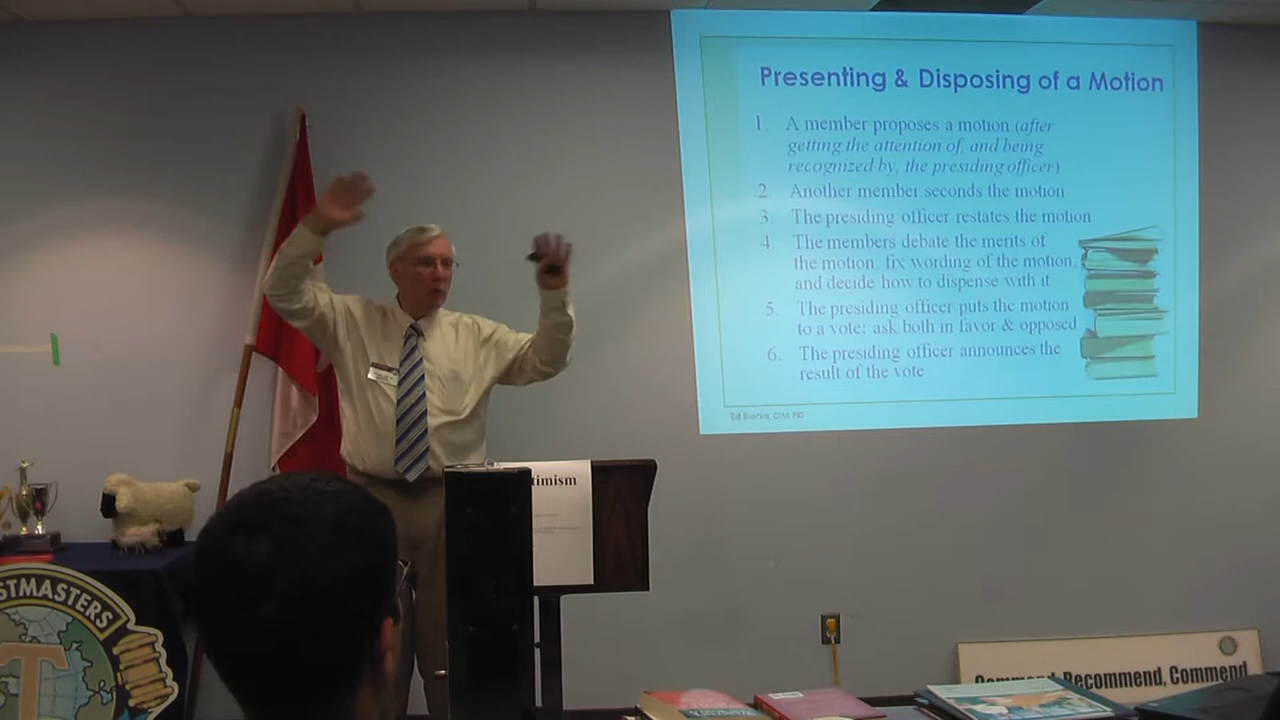 Presenting & Disposing of a Motion
1. A member proposes a motion (after
getting the attention of, and being
recognized by, the presiding officer)
2. Another member seconds the motion
3. The presiding officer restates the motion
4. The members debate the merits of
the motion, fix wording of the motion,
and decide how to dispense with it
5. The presiding officer puts the motion
to a vote: ask both in favor & opposed
6. The presiding officer announces the
result of the vote
timism
STMASTERS
T
Recommend, Commend